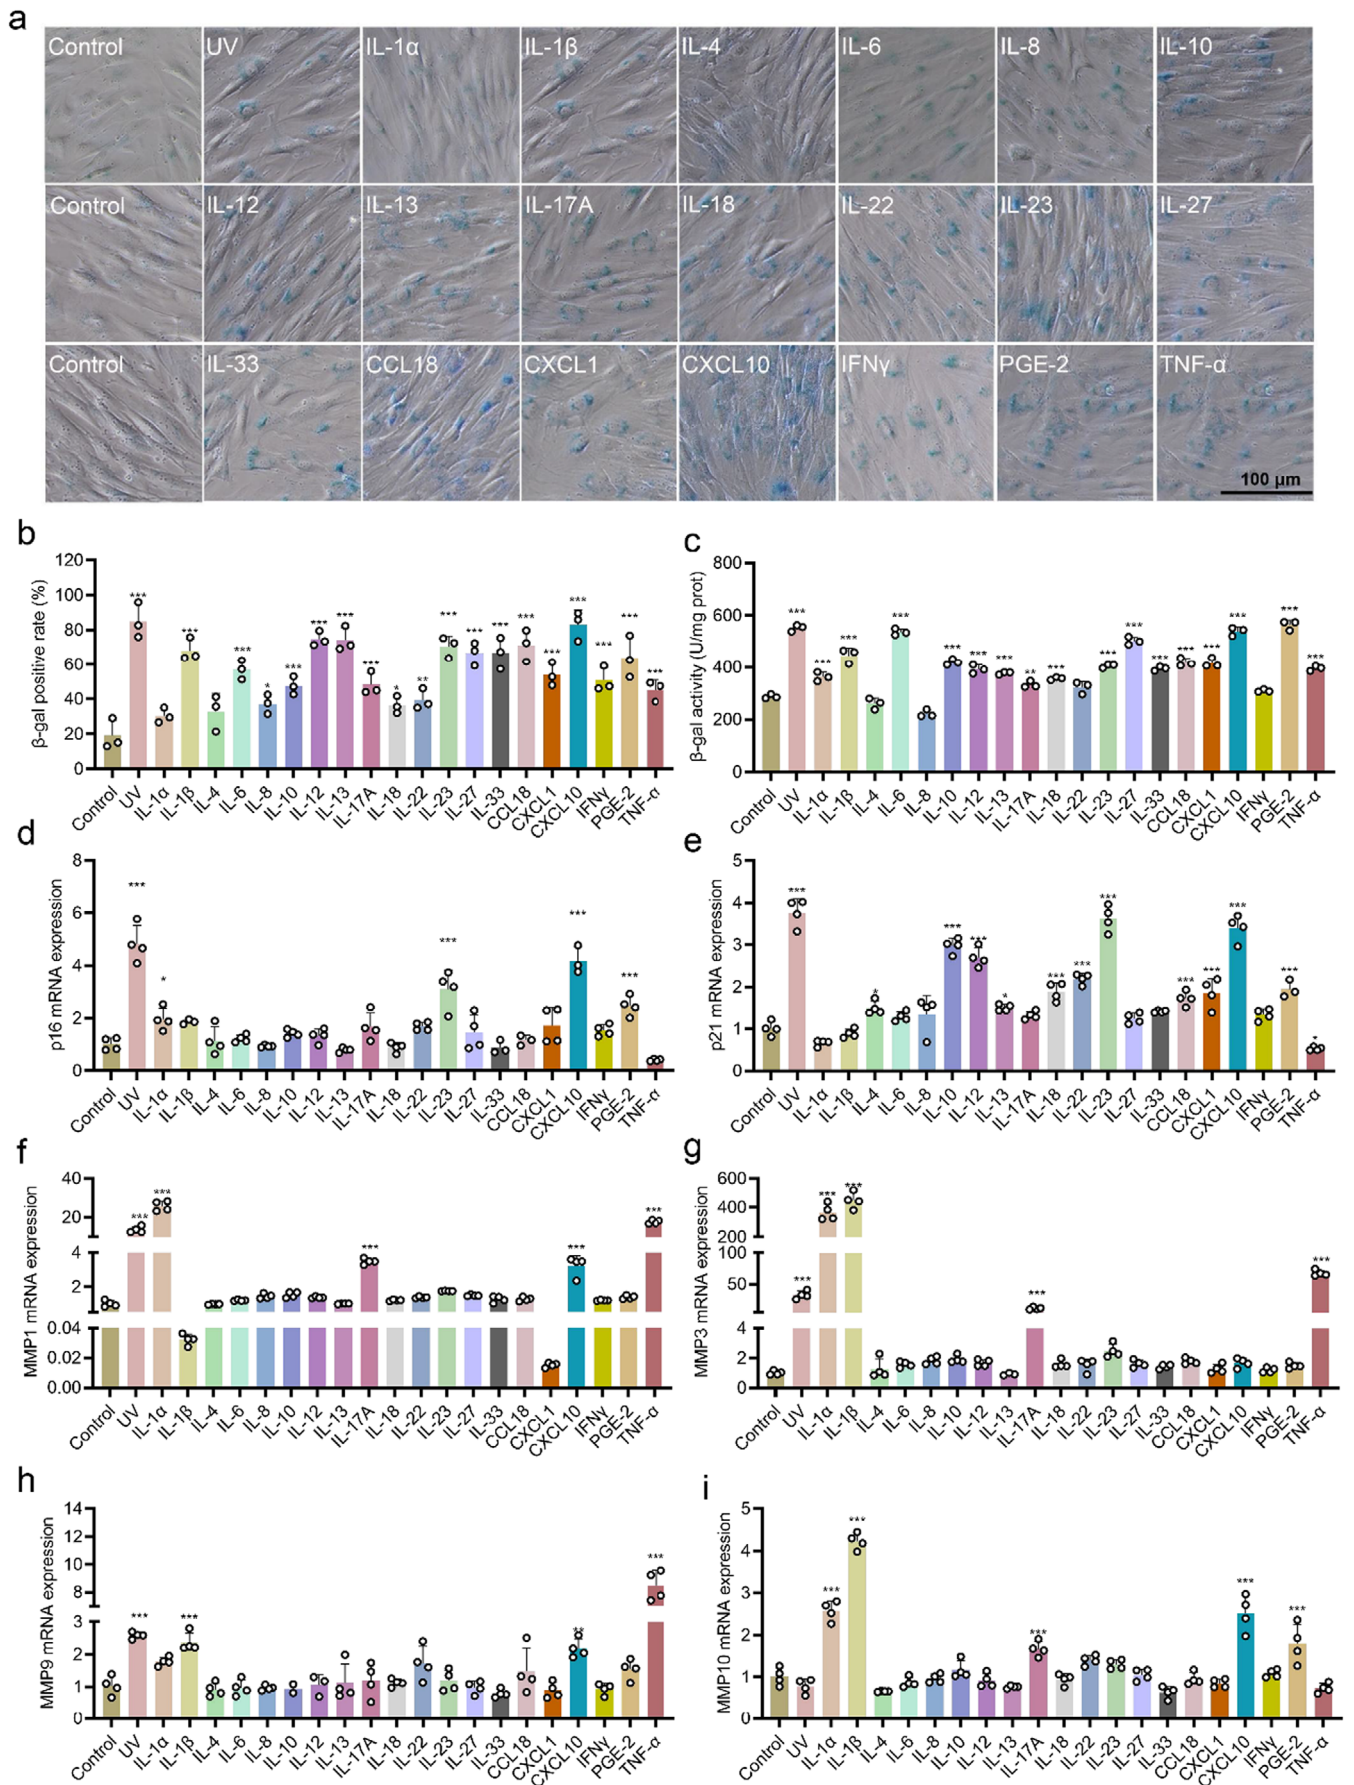 a
Control UV IL-1α IL-1β IL-4 IL-6 IL-8 IL-10
Control IL-12 IL-13 IL-17A IL-18 IL-22 IL-23 IL-27
Control IL-33 CCL18 CXCL1 CXCL10 IFNγ PGE-2 TNF-α
100 μm
b
β-gal positive rate (%)
120
100
80
60
40
20
0
*** *** *** * *** *** *** *** * ** *** *** *** *** *** *** *** *** ***
Control UV IL-1α IL-1β IL-4 IL-6 IL-8 IL-10 IL-12 IL-13 IL-17A IL-18 IL-22 IL-23 IL-27 IL-33 CCL18 CXCL1 CXCL10 IFNγ PGE-2 TNF-α
c
β-gal activity (U/mg prot)
800
600
400
200
0
*** *** *** *** *** *** *** ** *** *** *** *** *** *** *** *** ***
Control UV IL-1α IL-1β IL-4 IL-6 IL-8 IL-10 IL-12 IL-13 IL-17A IL-18 IL-22 IL-23 IL-27 IL-33 CCL18 CXCL1 CXCL10 IFNγ PGE-2 TNF-α
d
p16 mRNA expression
8
6
4
2
0
*** * *** *** ***
Control UV IL-1α IL-1β IL-4 IL-6 IL-8 IL-10 IL-12 IL-13 IL-17A IL-18 IL-22 IL-23 IL-27 IL-33 CCL18 CXCL1 CXCL10 IFNγ PGE-2 TNF-α
e
p21 mRNA expression
5
4
3
2
1
0
*** * *** *** * *** *** *** *** *** *** *** *
Control UV IL-1α IL-1β IL-4 IL-6 IL-8 IL-10 IL-12 IL-13 IL-17A IL-18 IL-22 IL-23 IL-27 IL-33 CCL18 CXCL1 CXCL10 IFNγ PGE-2 TNF-α
f
MMP1 mRNA expression
40
20
4
2
0.04
0.02
0.00
*** *** *** *** ***
Control UV IL-1α IL-1β IL-4 IL-6 IL-8 IL-10 IL-12 IL-13 IL-17A IL-18 IL-22 IL-23 IL-27 IL-33 CCL18 CXCL1 CXCL10 IFNγ PGE-2 TNF-α
g
MMP3 mRNA expression
600
400
200
100
50
4
2
0
*** *** *** *** ***
Control UV IL-1α IL-1β IL-4 IL-6 IL-8 IL-10 IL-12 IL-13 IL-17A IL-18 IL-22 IL-23 IL-27 IL-33 CCL18 CXCL1 CXCL10 IFNγ PGE-2 TNF-α
h
MMP9 mRNA expression
14
12
10
8
3
2
1
0
*** *** ** ***
Control UV IL-1α IL-1β IL-4 IL-6 IL-8 IL-10 IL-12 IL-13 IL-17A IL-18 IL-22 IL-23 IL-27 IL-33 CCL18 CXCL1 CXCL10 IFNγ PGE-2 TNF-α
i
MMP10 mRNA expression
5
4
3
2
1
0
*** *** *** *** ***
Control UV IL-1α IL-1β IL-4 IL-6 IL-8 IL-10 IL-12 IL-13 IL-17A IL-18 IL-22 IL-23 IL-27 IL-33 CCL18 CXCL1 CXCL10 IFNγ PGE-2 TNF-α